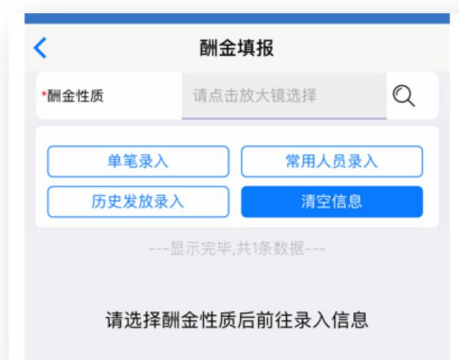 酬金填报
*酬金性质 请点击放大镜选择
单笔录入 常用人员录入
历史发放录入 清空信息
---显示完毕,共1条数据---
请选择酬金性质后前往录入信息